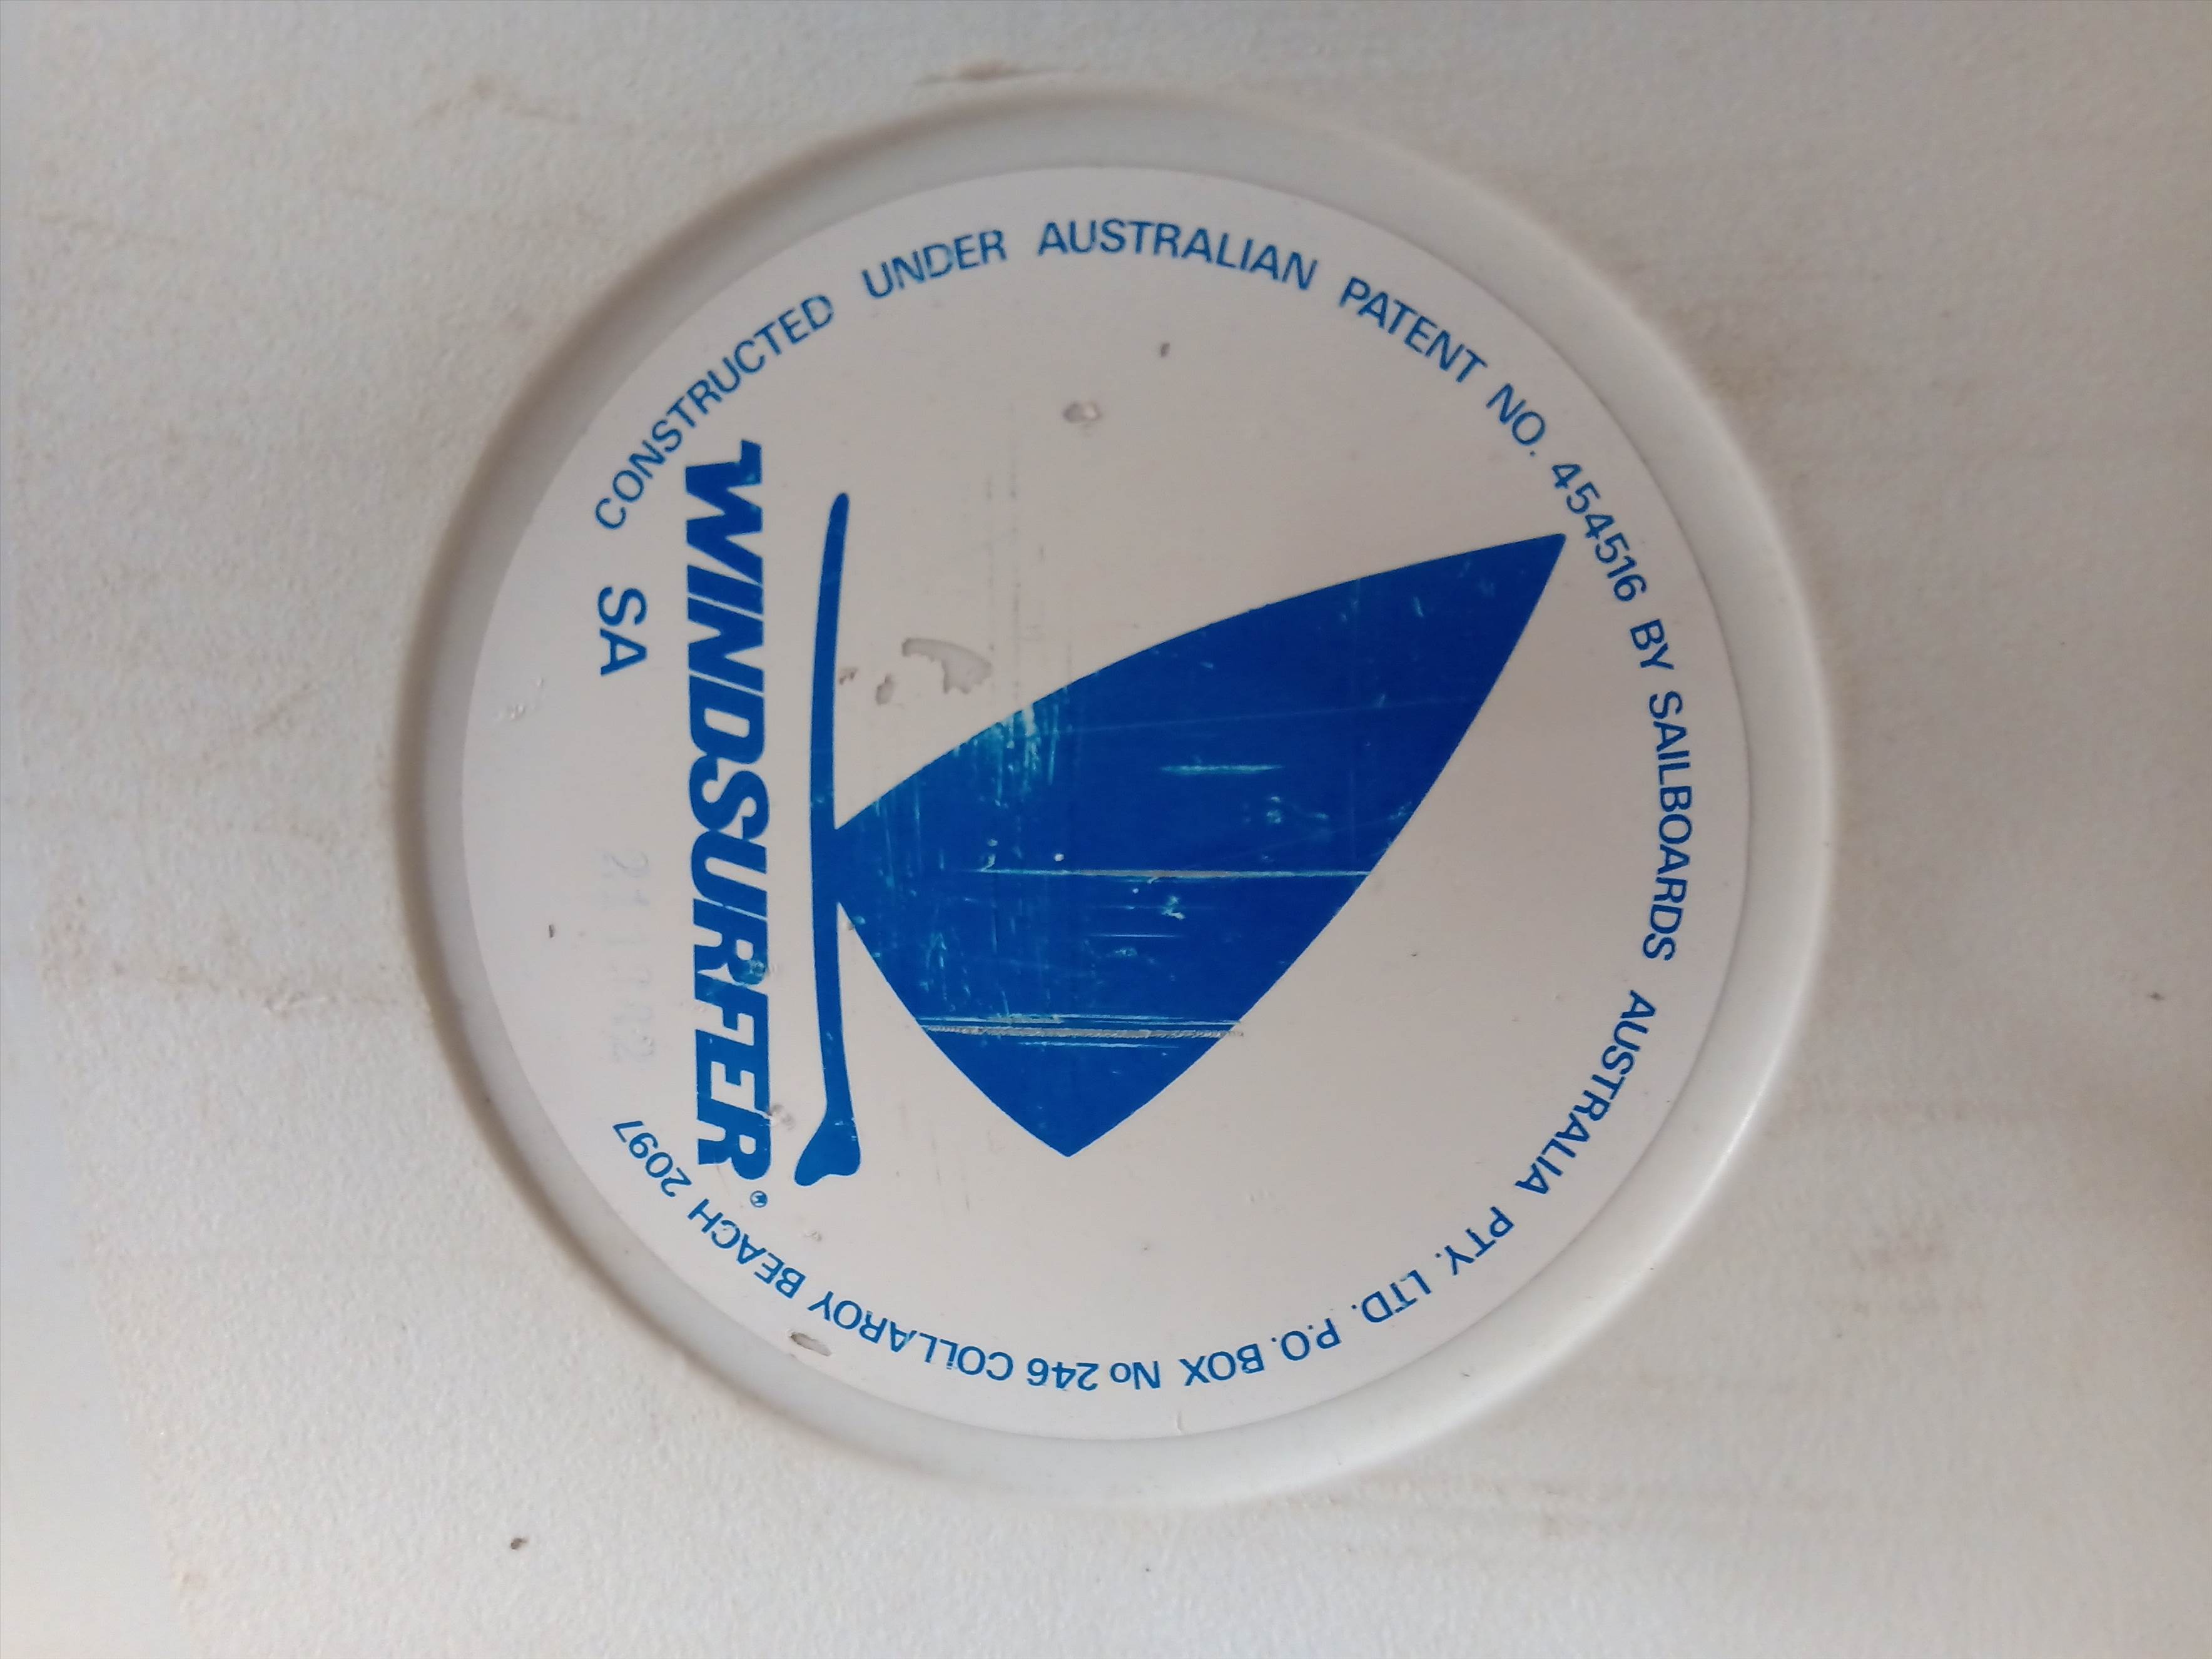 CONSTRUCTED UNDER AUSTRALIAN PATENT NO. 454516 BY SAILBOARDS AUSTRALIA PTY. LTD. P.O. BOX No 246 COLLAROY BEACH 2097
WINDSURFER®
SA